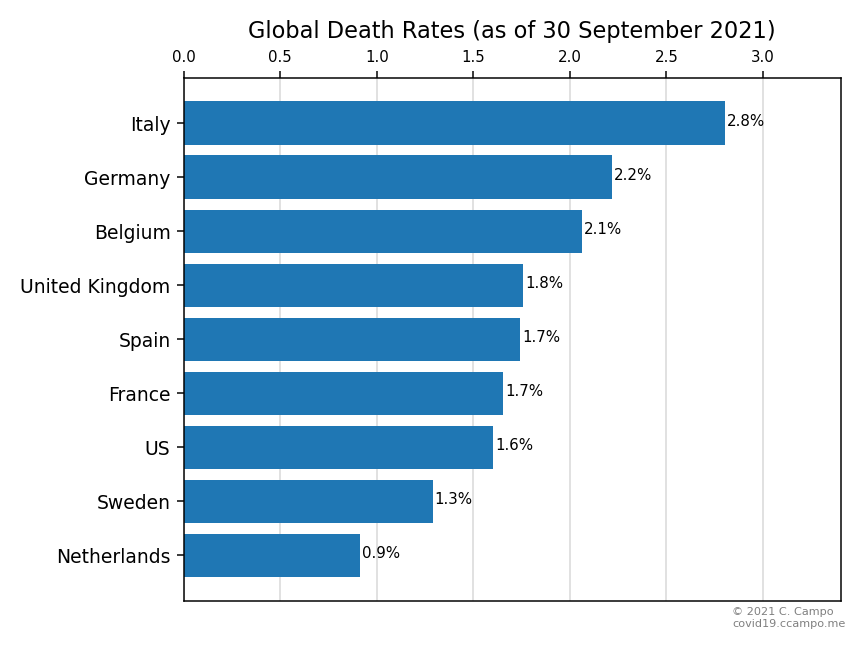 Global Death Rates (as of 30 September 2021)
0.0 0.5 1.0 1.5 2.0 2.5 3.0
Italy 2.8%
Germany 2.2%
Belgium 2.1%
United Kingdom 1.8%
Spain 1.7%
France 1.7%
US 1.6%
Sweden 1.3%
Netherlands 0.9%
© 2021 C. Campo
covid19.ccampo.me